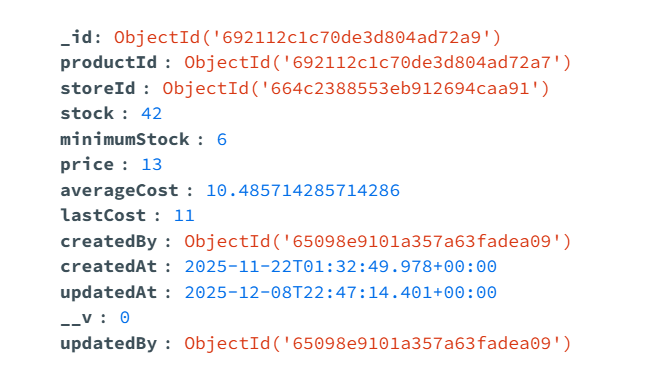 _id: ObjectId('692112c1c70de3d804ad72a9')
productId : ObjectId('692112c1c70de3d804ad72a7')
storeId : ObjectId('664c2388553eb912694caa91')
stock : 42
minimumStock : 6
price : 13
averageCost : 10.485714285714286
lastCost : 11
createdBy : ObjectId('65098e9101a357a63fadea09')
createdAt : 2025-11-22T01:32:49.978+00:00
updatedAt : 2025-12-08T22:47:14.401+00:00
__v : 0
updatedBy : ObjectId('65098e9101a357a63fadea09')